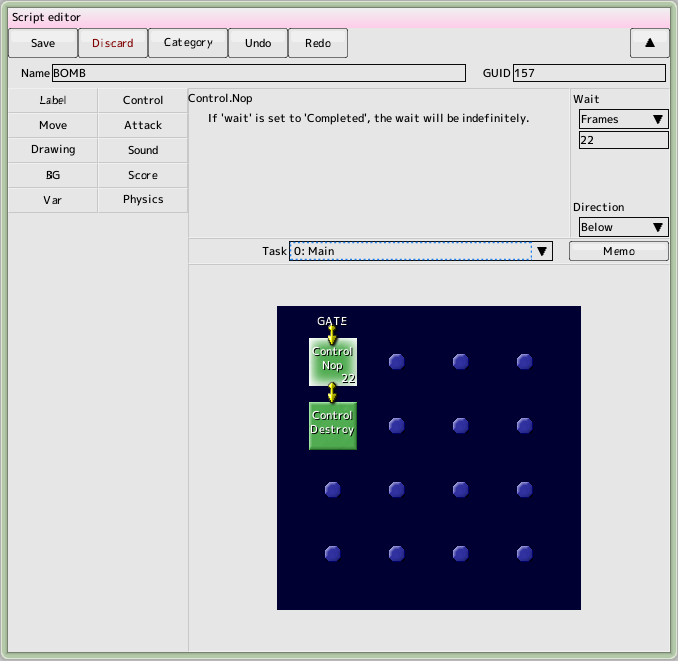 Script editor
Save Discard Category Undo Redo ▲
Name BOMB GUID 157
Label Control
Move Attack
Drawing Sound
BG Score
Var Physics
Control.Nop
If 'wait' is set to 'Completed', the wait will be indefinitely.
Wait
Frames ▼
22
Direction
Below ▼
Task 0: Main ▼ Memo
GATE
Control
Nop
22
Control
Destroy